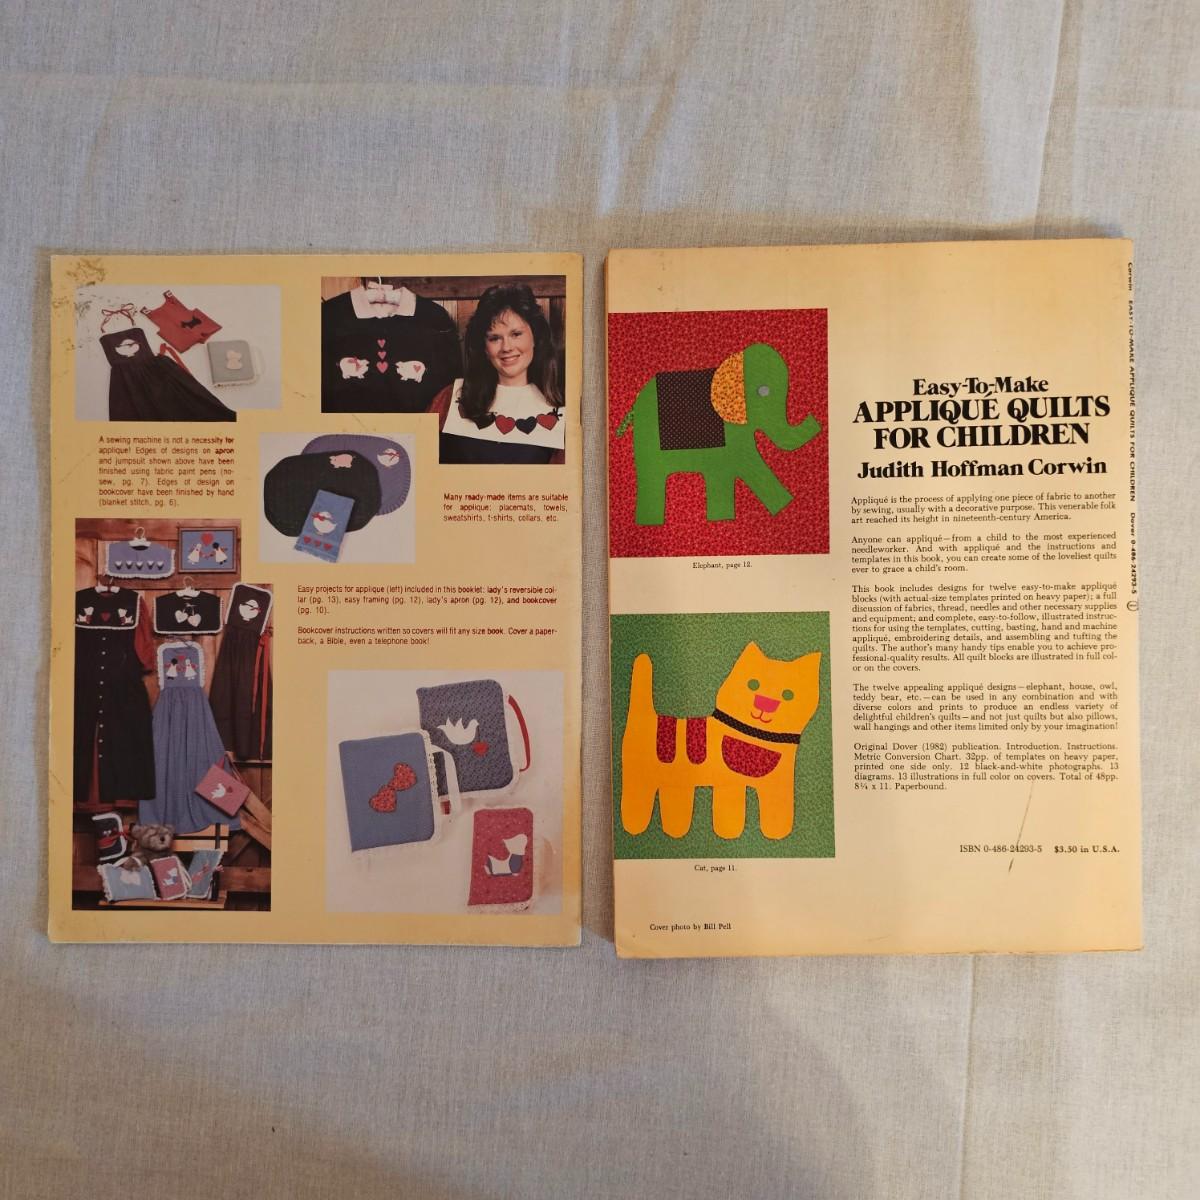 A sewing machine is not a necessity for
applique! Edges of designs on apron
and jumpsuit shown above have been
finished using fabric paint pens (no-
sew, pg. 7). Edges of design on
bookcover have been finished by hand
(blanket stitch, pg. 6).
Many ready-made items are suitable
for applique; placemats, towels,
sweatshirts, t-shirts, collars, etc.
Easy projects for applique (left) included in this booklet: lady's reversible col-
lar (pg. 13), easy framing (pg. 12), lady's apron (pg. 12), and bookcover
(pg. 10).
Bookcover instructions written so covers will fit any size book. Cover a paper-
back, a Bible, even a telephone book!
Elephant, page 12.
Cat, page 11.
Cover photo by Bill Pell
Easy-To-Make
APPLIQUÉ QUILTS
FOR CHILDREN
Judith Hoffman Corwin
Appliqué is the process of applying one piece of fabric to another
by sewing, usually with a decorative purpose. This venerable folk
art reached its height in nineteenth-century America.
Anyone can appliqué—from a child to the most experienced
needleworker. And with appliqué and the instructions and
templates in this book, you can create some of the loveliest quilts
ever to grace a child's room.
This book includes designs for twelve easy-to-make appliqué
blocks (with actual-size templates printed on heavy paper); a full
discussion of fabrics, thread, needles and other necessary supplies
and equipment; and complete, easy-to-follow, illustrated instruc-
tions for using the templates, cutting, basting, hand and machine
appliqué, embroidering details, and assembling and tufting the
quilts. The author's many handy tips enable you to achieve pro-
fessional-quality results. All quilt blocks are illustrated in full col-
or on the covers.
The twelve appealing appliqué designs—elephant, house, owl,
teddy bear, etc.—can be used in any combination and with
diverse colors and prints to produce an endless variety of
delightful children's quilts—and not just quilts but also pillows,
wall hangings and other items limited only by your imagination!
Original Dover (1982) publication. Introduction. Instructions.
Metric Conversion Chart. 32pp. of templates on heavy paper,
printed one side only. 12 black-and-white photographs. 13
diagrams. 13 illustrations in full color on covers. Total of 48pp.
8¼ x 11. Paperbound.
ISBN 0-486-24293-5 $3.50 in U.S.A.
Corwin EASY-TO-MAKE APPLIQUÉ QUILTS FOR CHILDREN Dover 0-486-24293-5